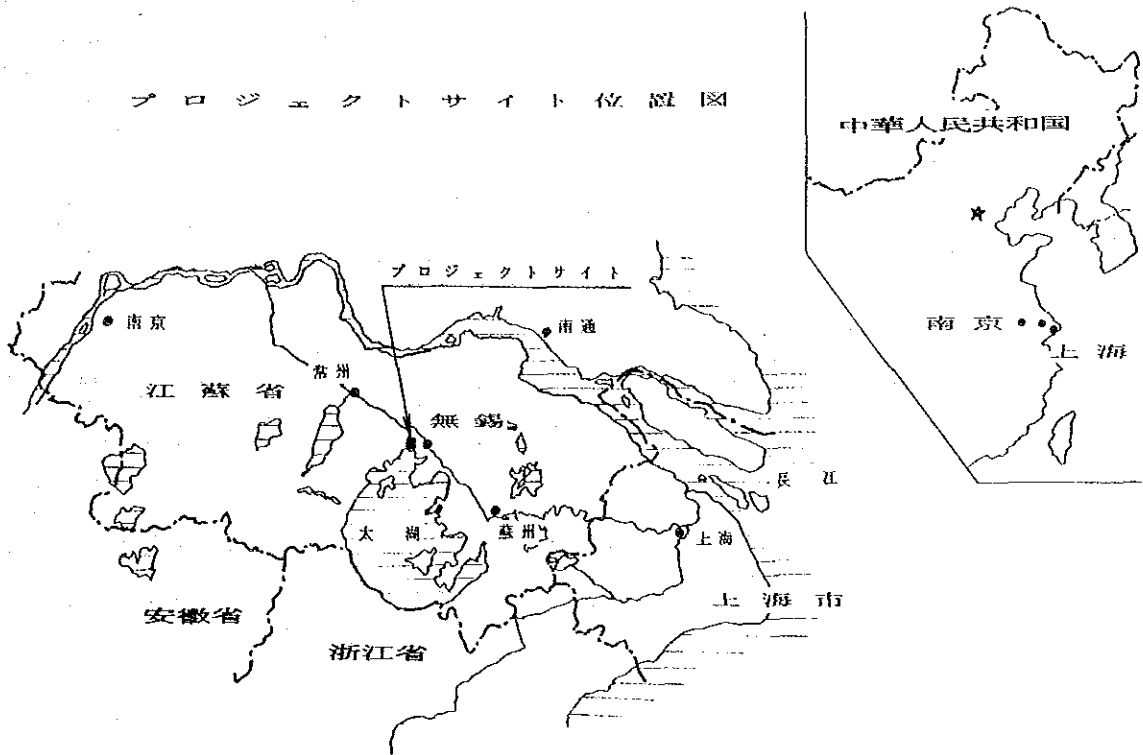 プロジェクトサイト位置図
中華人民共和国
南京
上海
プロジェクトサイト
南京
南通
常州
江蘇省
無錫
長江
太湖
蘇州
上海
安徽省
上海市
浙江省